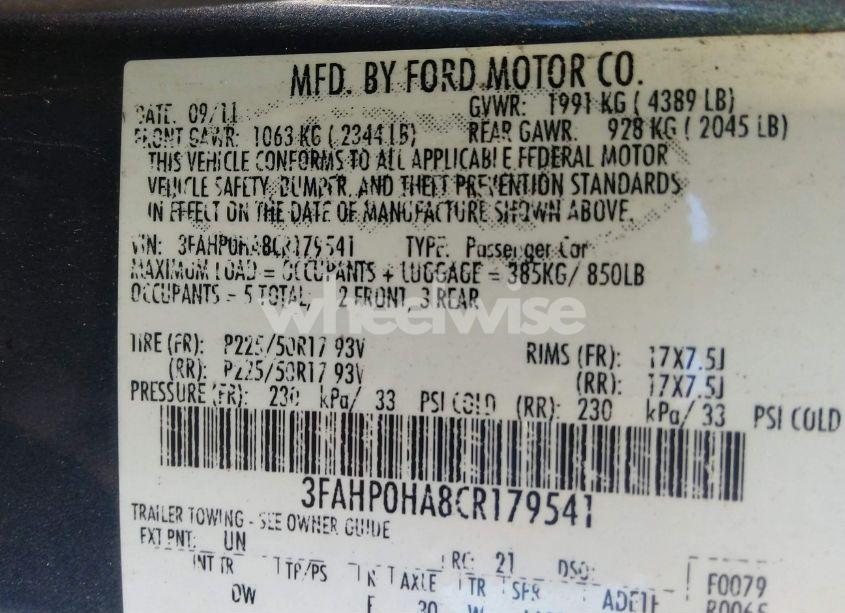 MFD. BY FORD MOTOR CO.
DATE: 09/11 GVWR: 1991 KG ( 4389 LB)
FRONT GAWR: 1063 KG ( 2344 LB) REAR GAWR: 928 KG ( 2045 LB)
THIS VEHICLE CONFORMS TO ALL APPLICABLE FEDERAL MOTOR
VEHICLE SAFETY, BUMPER, AND THEFT PREVENTION STANDARDS
IN EFFECT ON THE DATE OF MANUFACTURE SHOWN ABOVE.
VIN: 3FAHP0HA8CR179541 TYPE: Passenger Car
MAXIMUM LOAD = OCCUPANTS + LUGGAGE = 385KG/ 850LB
OCCUPANTS = 5 TOTAL, 2 FRONT, 3 REAR
wheelwise
TIRE (FR): P225/50R17 93V RIMS (FR): 17X7.5J
(RR): P225/50R17 93V (RR): 17X7.5J
PRESSURE (FR): 230 kPa/ 33 PSI COLD (RR): 230 kPa/ 33 PSI COLD
3FAHP0HA8CR179541
TRAILER TOWING - SEE OWNER GUIDE
EXT PNT: UN RC: 21 DSO:
INT TR TP/PS R AXLE TR SPR F0079
OW